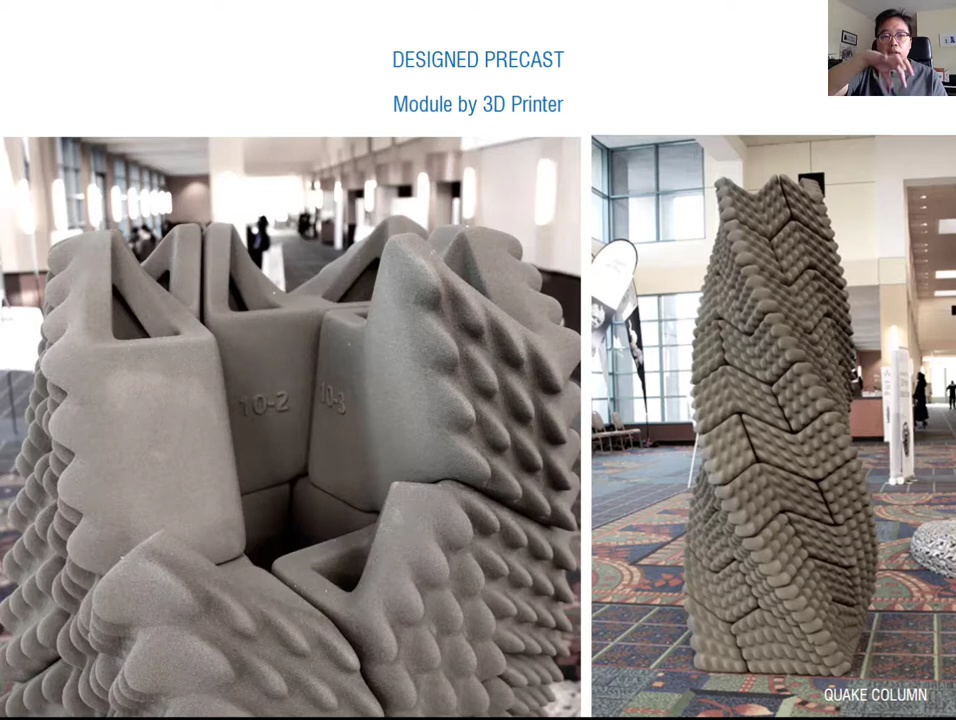 DESIGNED PRECAST
Module by 3D Printer
10-2
10-3
QUAKE COLUMN